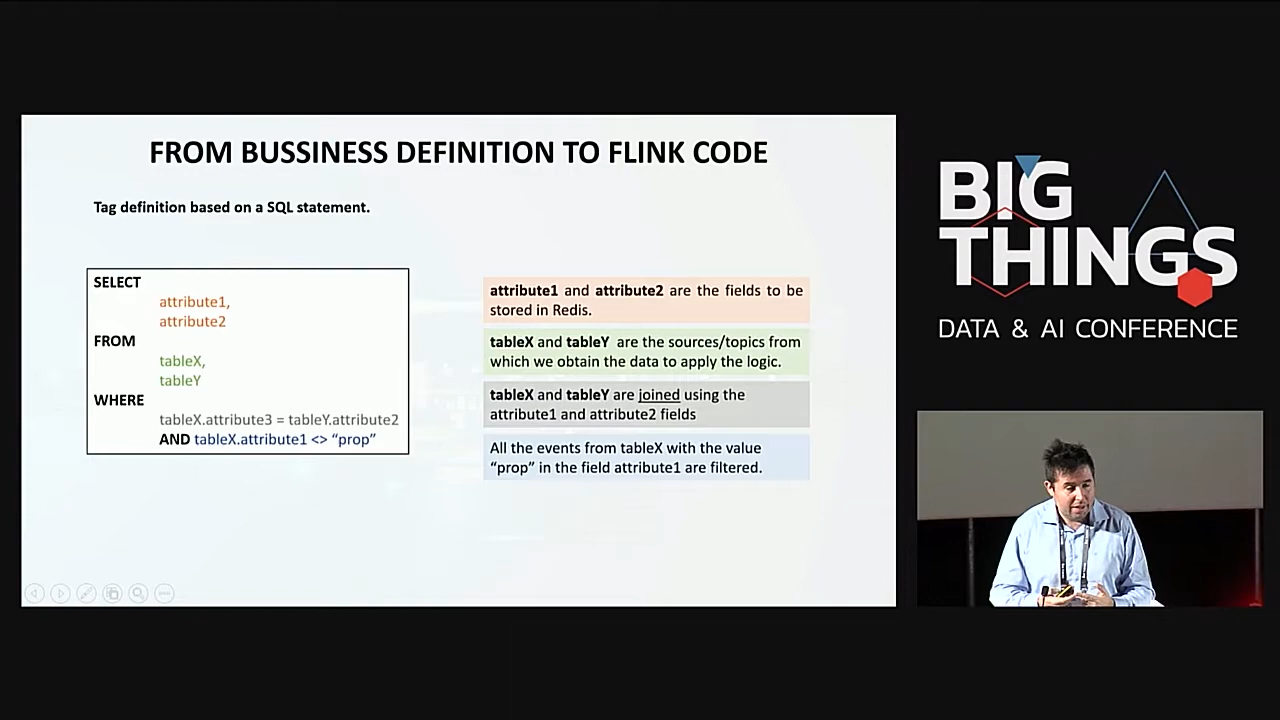 FROM BUSSINESS DEFINITION TO FLINK CODE
Tag definition based on a SQL statement.
SELECT
attribute1,
attribute2
FROM
tableX,
tableY
WHERE
tableX.attribute3 = tableY.attribute2
AND tableX.attribute1 <> “prop”
attribute1 and attribute2 are the fields to be
stored in Redis.
tableX and tableY are the sources/topics from
which we obtain the data to apply the logic.
tableX and tableY are joined using the
attribute1 and attribute2 fields
All the events from tableX with the value
“prop” in the field attribute1 are filtered.
BIG
THINGS
DATA & AI CONFERENCE